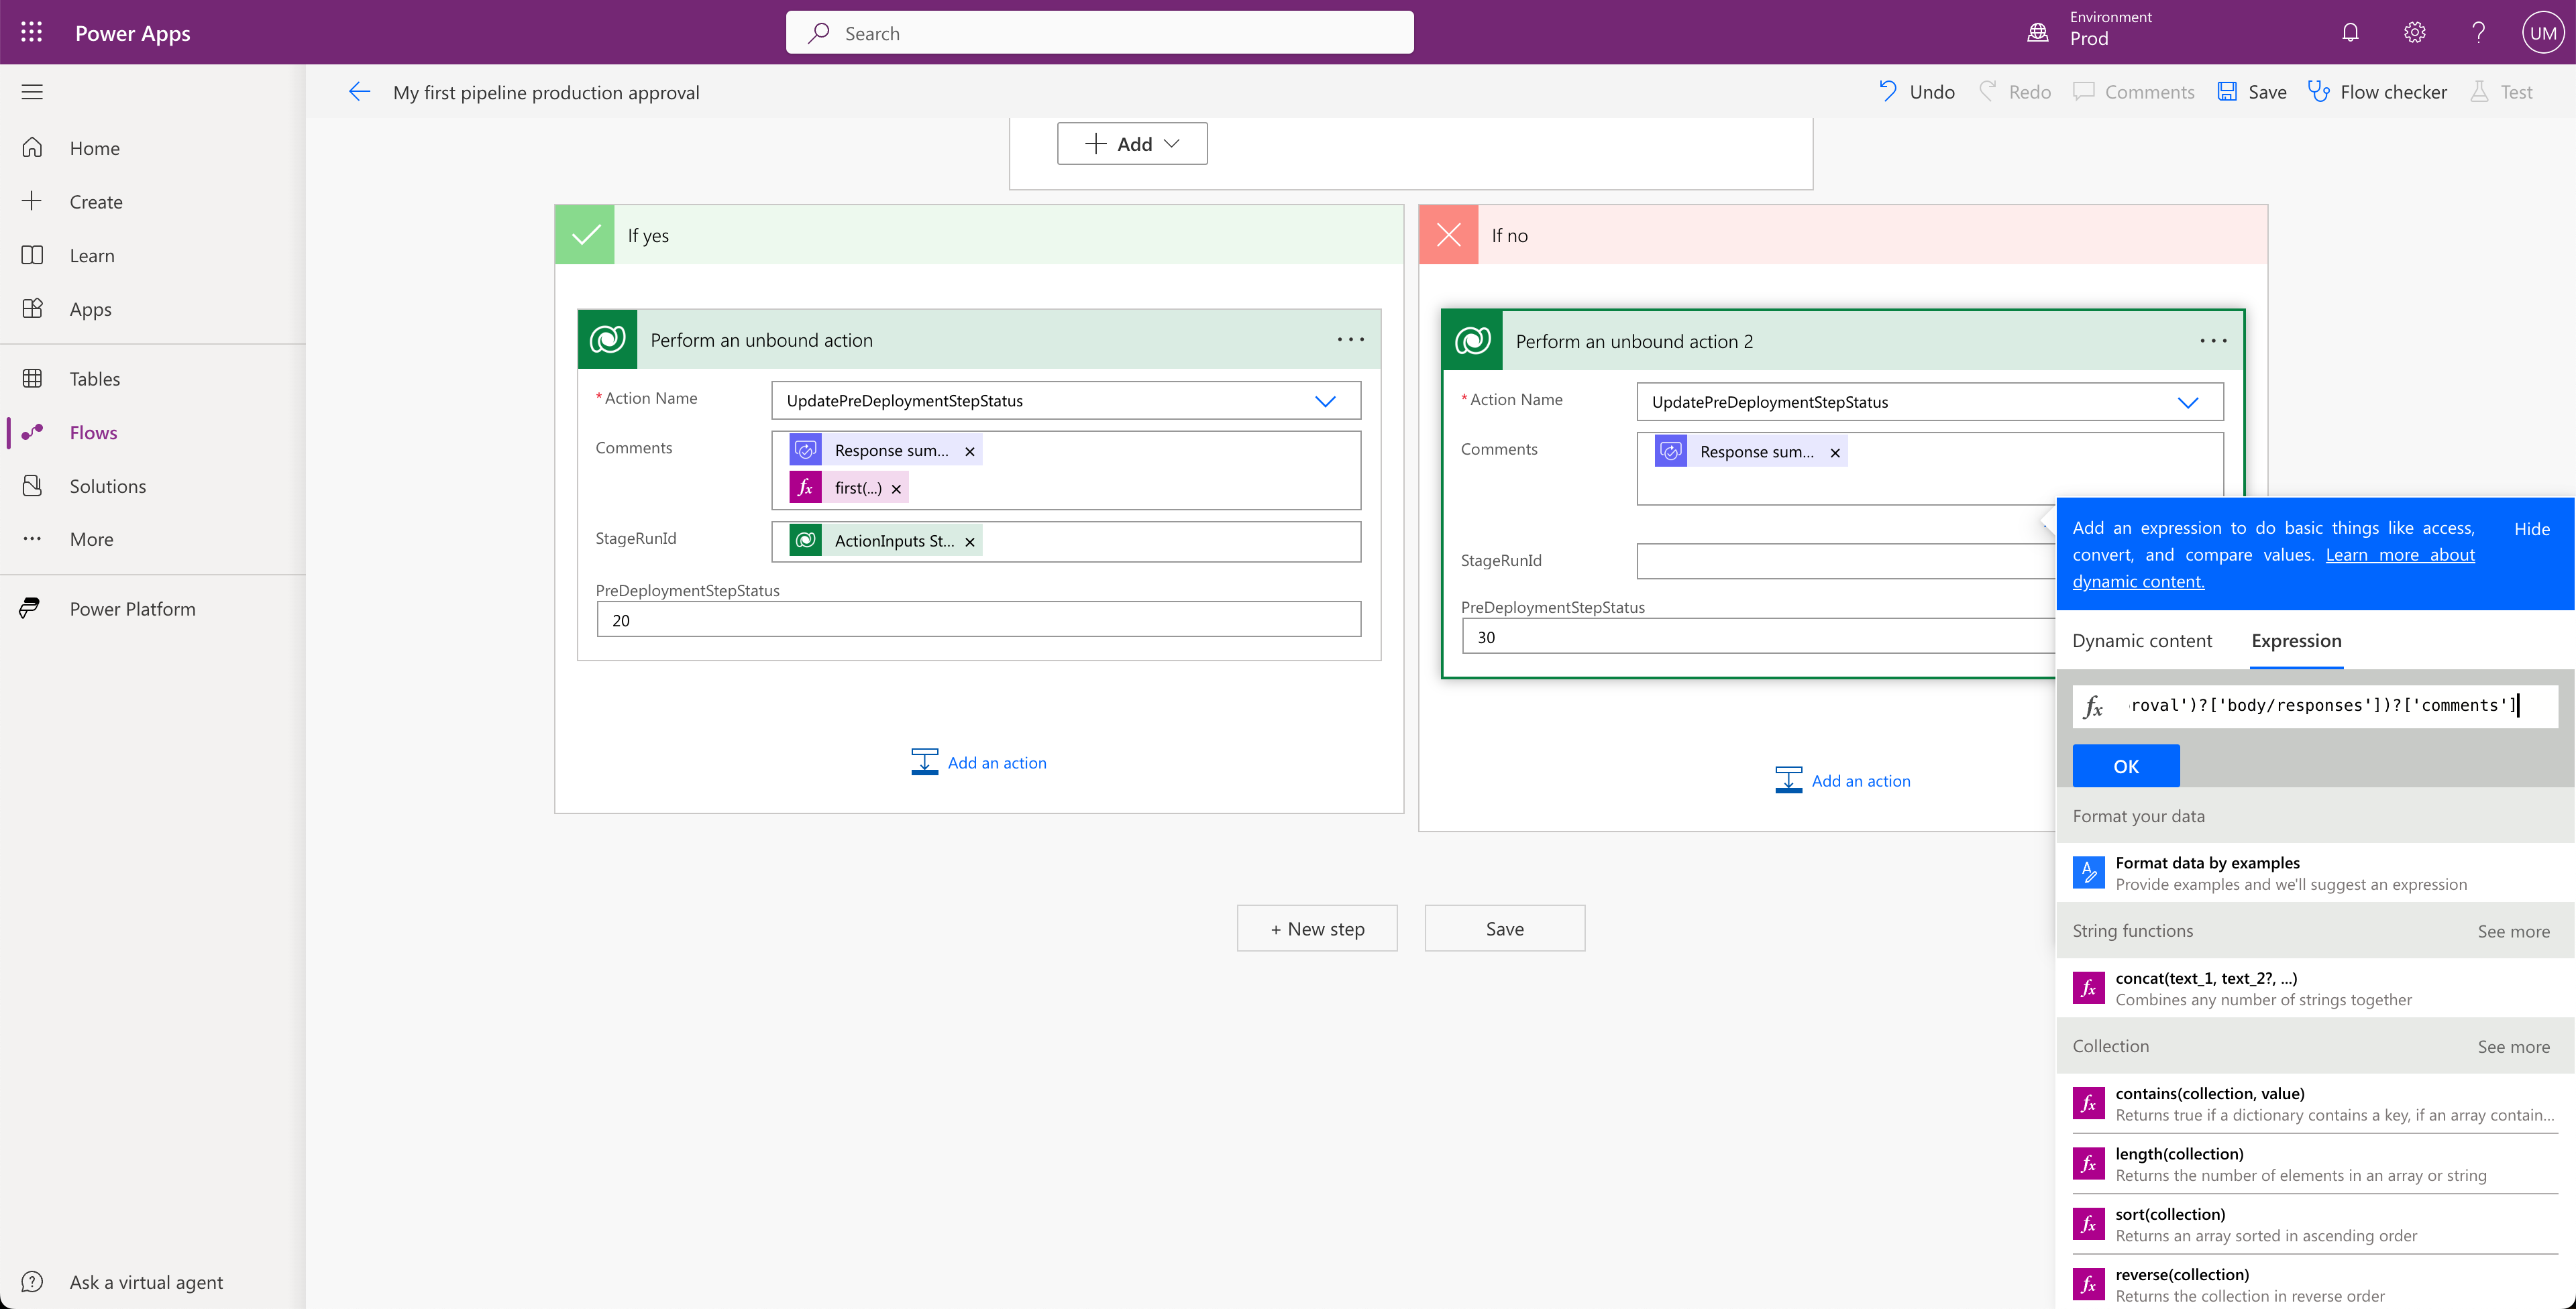 Power Apps
Search
Environment
Prod
UM
My first pipeline production approval
Undo
Redo
Comments
Save
Flow checker
Test
Home
Create
Learn
Apps
Tables
Flows
Solutions
More
Power Platform
Ask a virtual agent
Add
If yes
Perform an unbound action
* Action Name
UpdatePreDeploymentStepStatus
Comments
Response sum...
fx first(...)
StageRunId
ActionInputs St...
PreDeploymentStepStatus
20
Add an action
If no
Perform an unbound action 2
* Action Name
UpdatePreDeploymentStepStatus
Comments
Response sum...
StageRunId
PreDeploymentStepStatus
30
Add an action
+ New step
Save
Add an expression to do basic things like access,
convert, and compare values. Learn more about
dynamic content.
Hide
Dynamic content
Expression
fx roval')?['body/responses'])?['comments']
OK
Format your data
Format data by examples
Provide examples and we'll suggest an expression
String functions
See more
fx concat(text_1, text_2?, ...)
Combines any number of strings together
Collection
See more
fx contains(collection, value)
Returns true if a dictionary contains a key, if an array contain...
fx length(collection)
Returns the number of elements in an array or string
fx sort(collection)
Returns an array sorted in ascending order
fx reverse(collection)
Returns the collection in reverse order